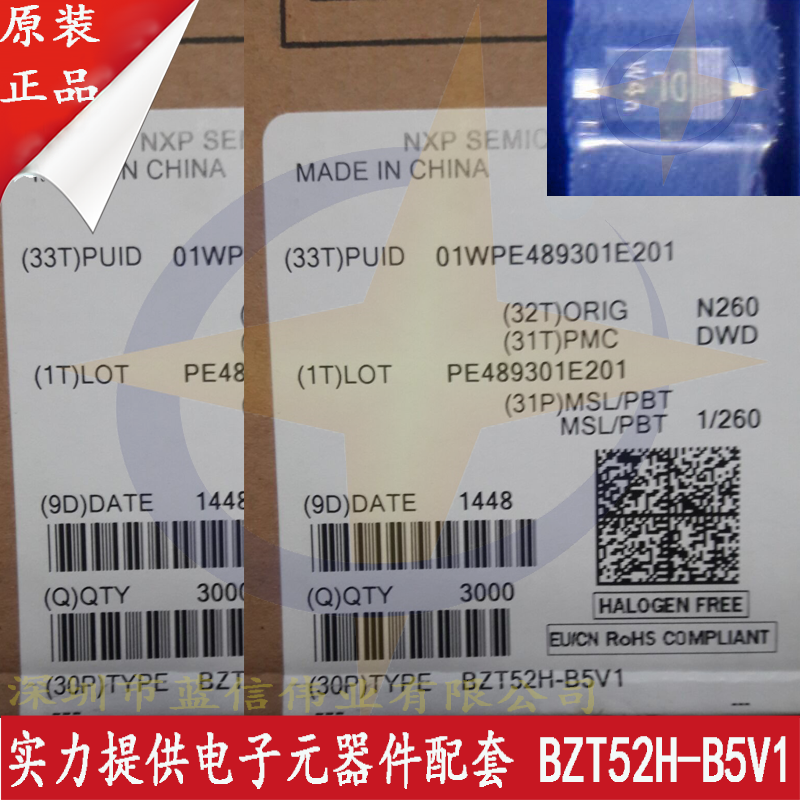 原装
正品
NXP SEMIC
MADE IN CHINA
(33T)PUID 01WPE489301E201
(32T)ORIG N260
(31T)PMC DWD
(1T)LOT PE489301E201
(31P)MSL/PBT
MSL/PBT 1/260
(9D)DATE 1448
(Q)QTY 3000
HALOGEN FREE
EU/CN RoHS COMPLIANT
(30P)TYPE BZT52H-B5V1
NXP SEI
N CHINA
(33T)PUID 01WP
(1T)LOT PE48
(9D)DATE 1448
(Q)QTY 3000
(30P)TYPE BZT
W4n
10
深圳市蓝信伟业有限公司
实力提供电子元器件配套 BZT52H-B5V1